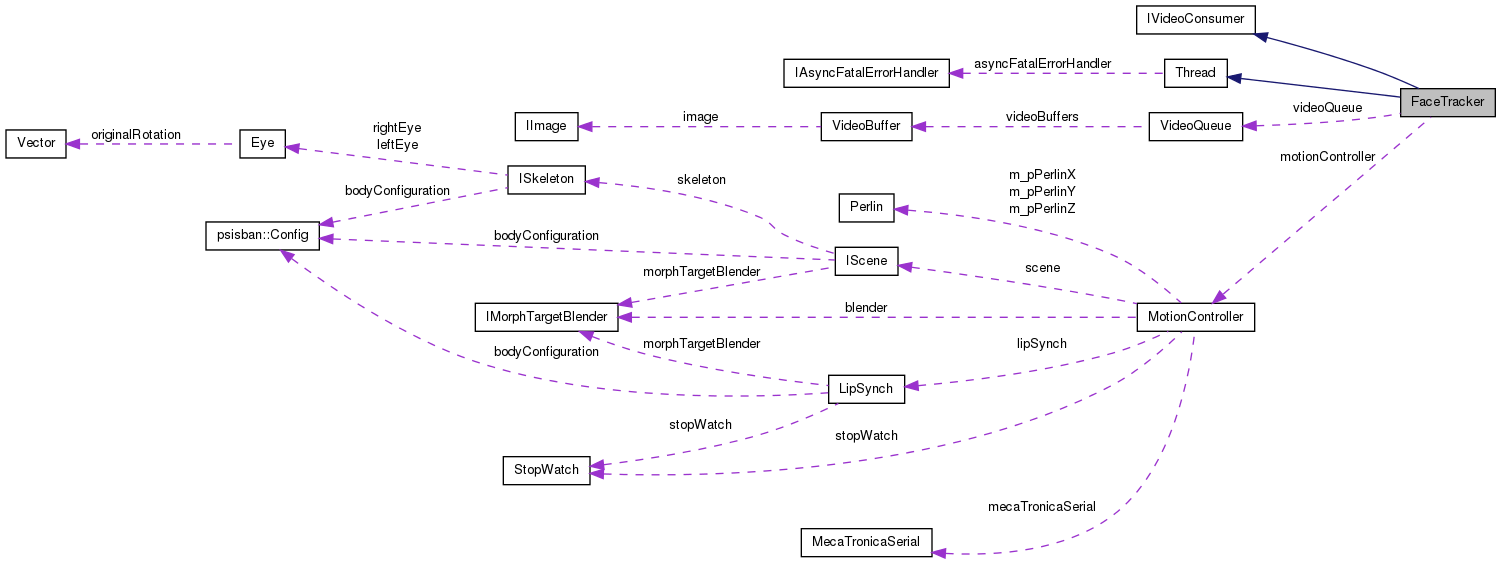 IVideoConsumer
asyncFatalErrorHandler
IAsyncFatalErrorHandler
Thread
FaceTracker
videoQueue
image
videoBuffers
IImage
VideoBuffer
VideoQueue
originalRotation
rightEye
leftEye
Vector
Eye
motionController
skeleton
m_pPerlinX
m_pPerlinY
m_pPerlinZ
ISkeleton
bodyConfiguration
Perlin
psisban::Config
bodyConfiguration
IScene
scene
morphTargetBlender
blender
IMorphTargetBlender
MotionController
bodyConfiguration
morphTargetBlender
lipSynch
LipSynch
stopWatch
stopWatch
StopWatch
mecaTronicaSerial
MecaTronicaSerial